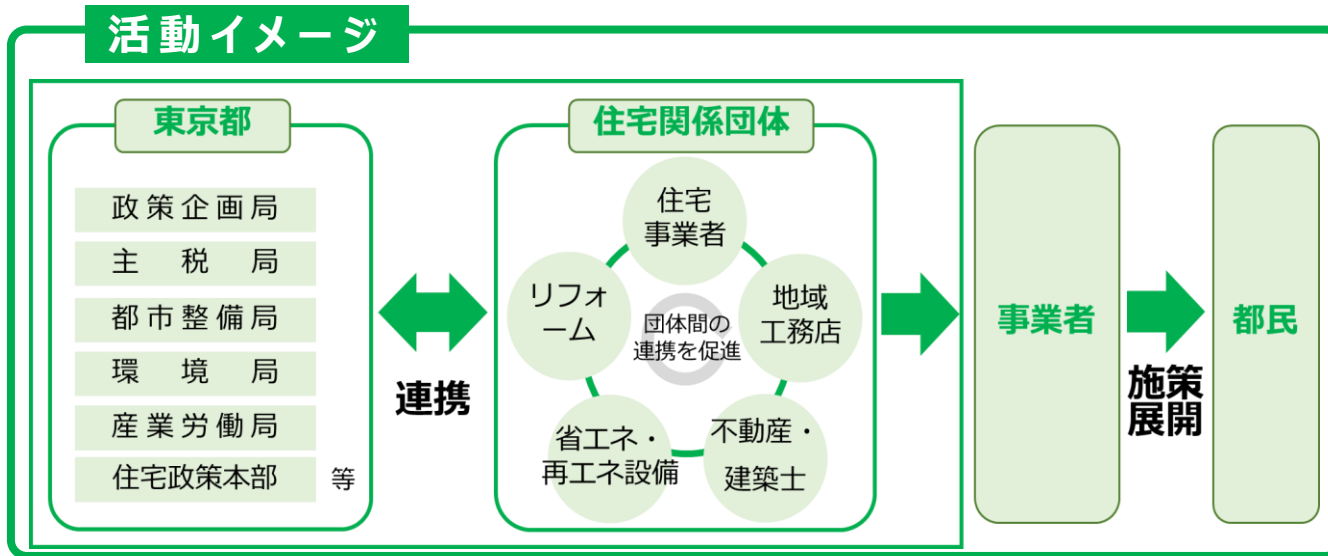 活動イメージ
東京都
政策企画局
主税局
都市整備局
環境局
産業労働局
住宅政策本部 等
連携
住宅関係団体
住宅
事業者
リフォ
ーム
地域
工務店
団体間の
連携を促進
省エネ・
再エネ設備
不動産・
建築士
事業者
施策
展開
都民